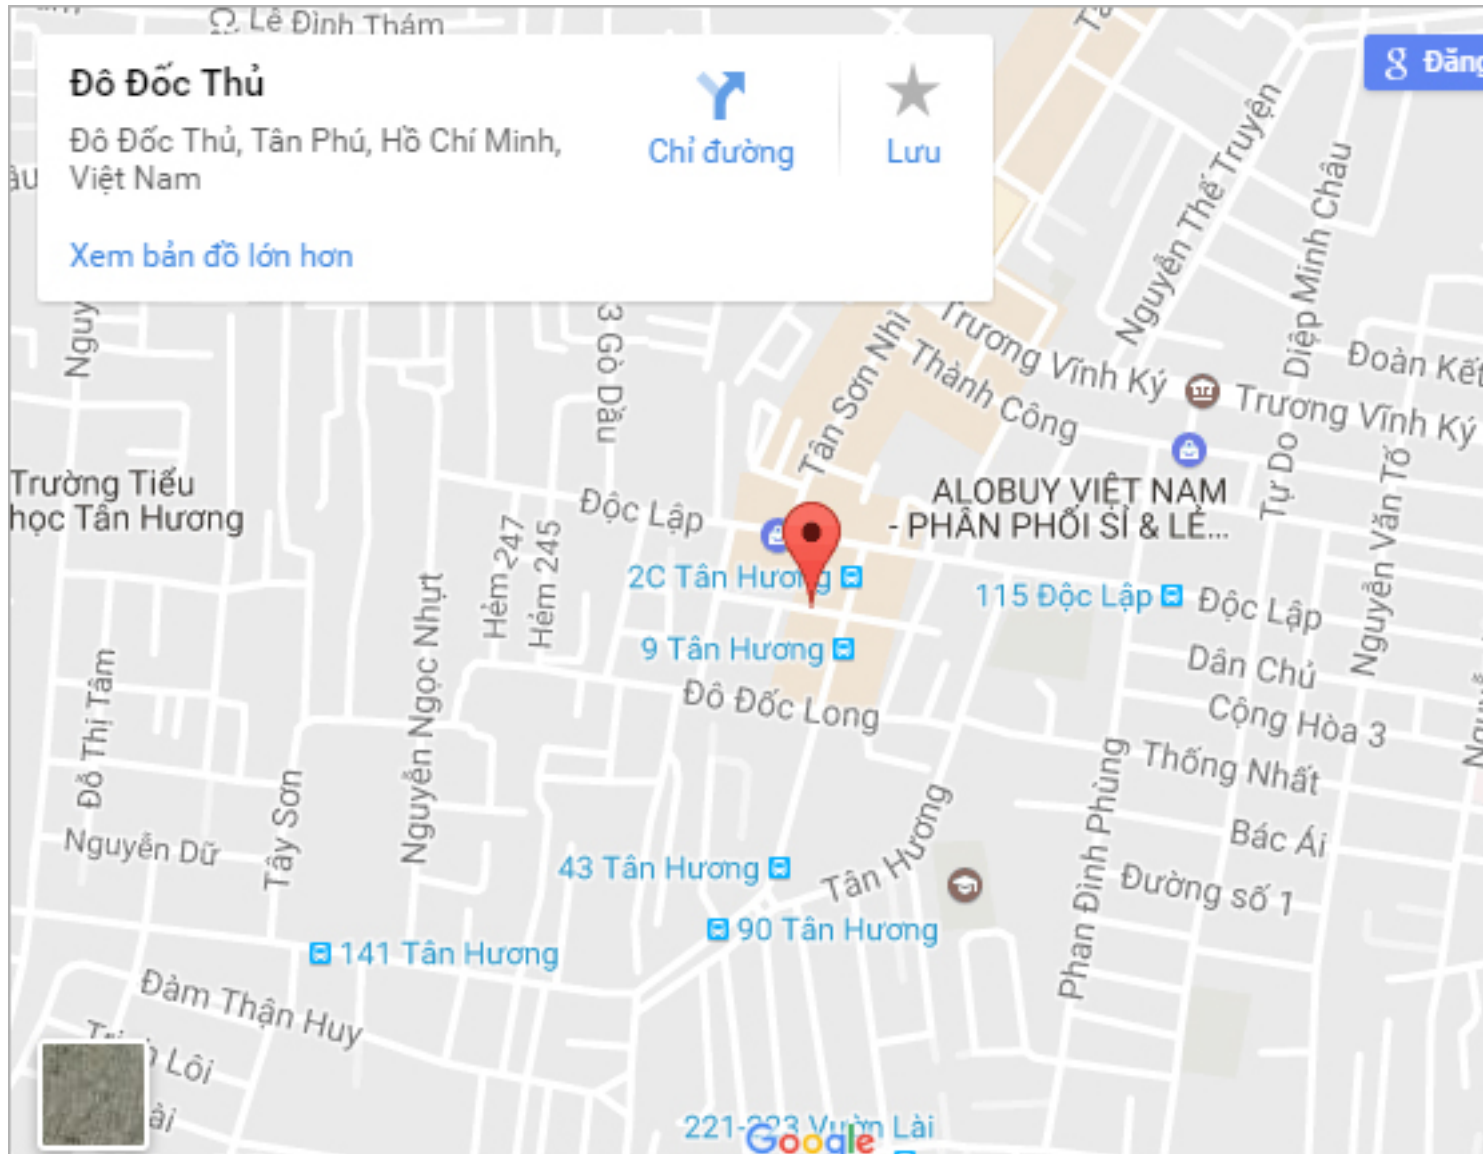 Lê Đình Thám
Đô Đốc Thủ
Đô Đốc Thủ, Tân Phú, Hồ Chí Minh,
Việt Nam
Xem bản đồ lớn hơn
Chỉ đường
Lưu
Đăng
Nguyễn Thế Truyện
Diệp Minh Châu
3 Gò Dầu
Tân Sơn Nhì
Trương Vĩnh Ký
Trương Vĩnh Ký
Thành Công
Đoàn Kết
Tự Do
Nguyễn Văn Tố
Trường Tiểu
học Tân Hương
Độc Lập
ALOBUY VIỆT NAM
- PHÂN PHỐI SỈ & LẺ...
Hẻm 247
Hẻm 245
2C Tân Hương
115 Độc Lập
Độc Lập
9 Tân Hương
Dân Chủ
Đô Đốc Long
Cộng Hòa 3
Thống Nhất
Đỗ Thị Tâm
Nguyễn Ngọc Nhựt
Tây Sơn
Nguyễn Dữ
43 Tân Hương
Tân Hương
Phan Đình Phùng
Bác Ái
Đường số 1
90 Tân Hương
141 Tân Hương
Đàm Thận Huy
Lôi
221-223 Vườn Lài
Google